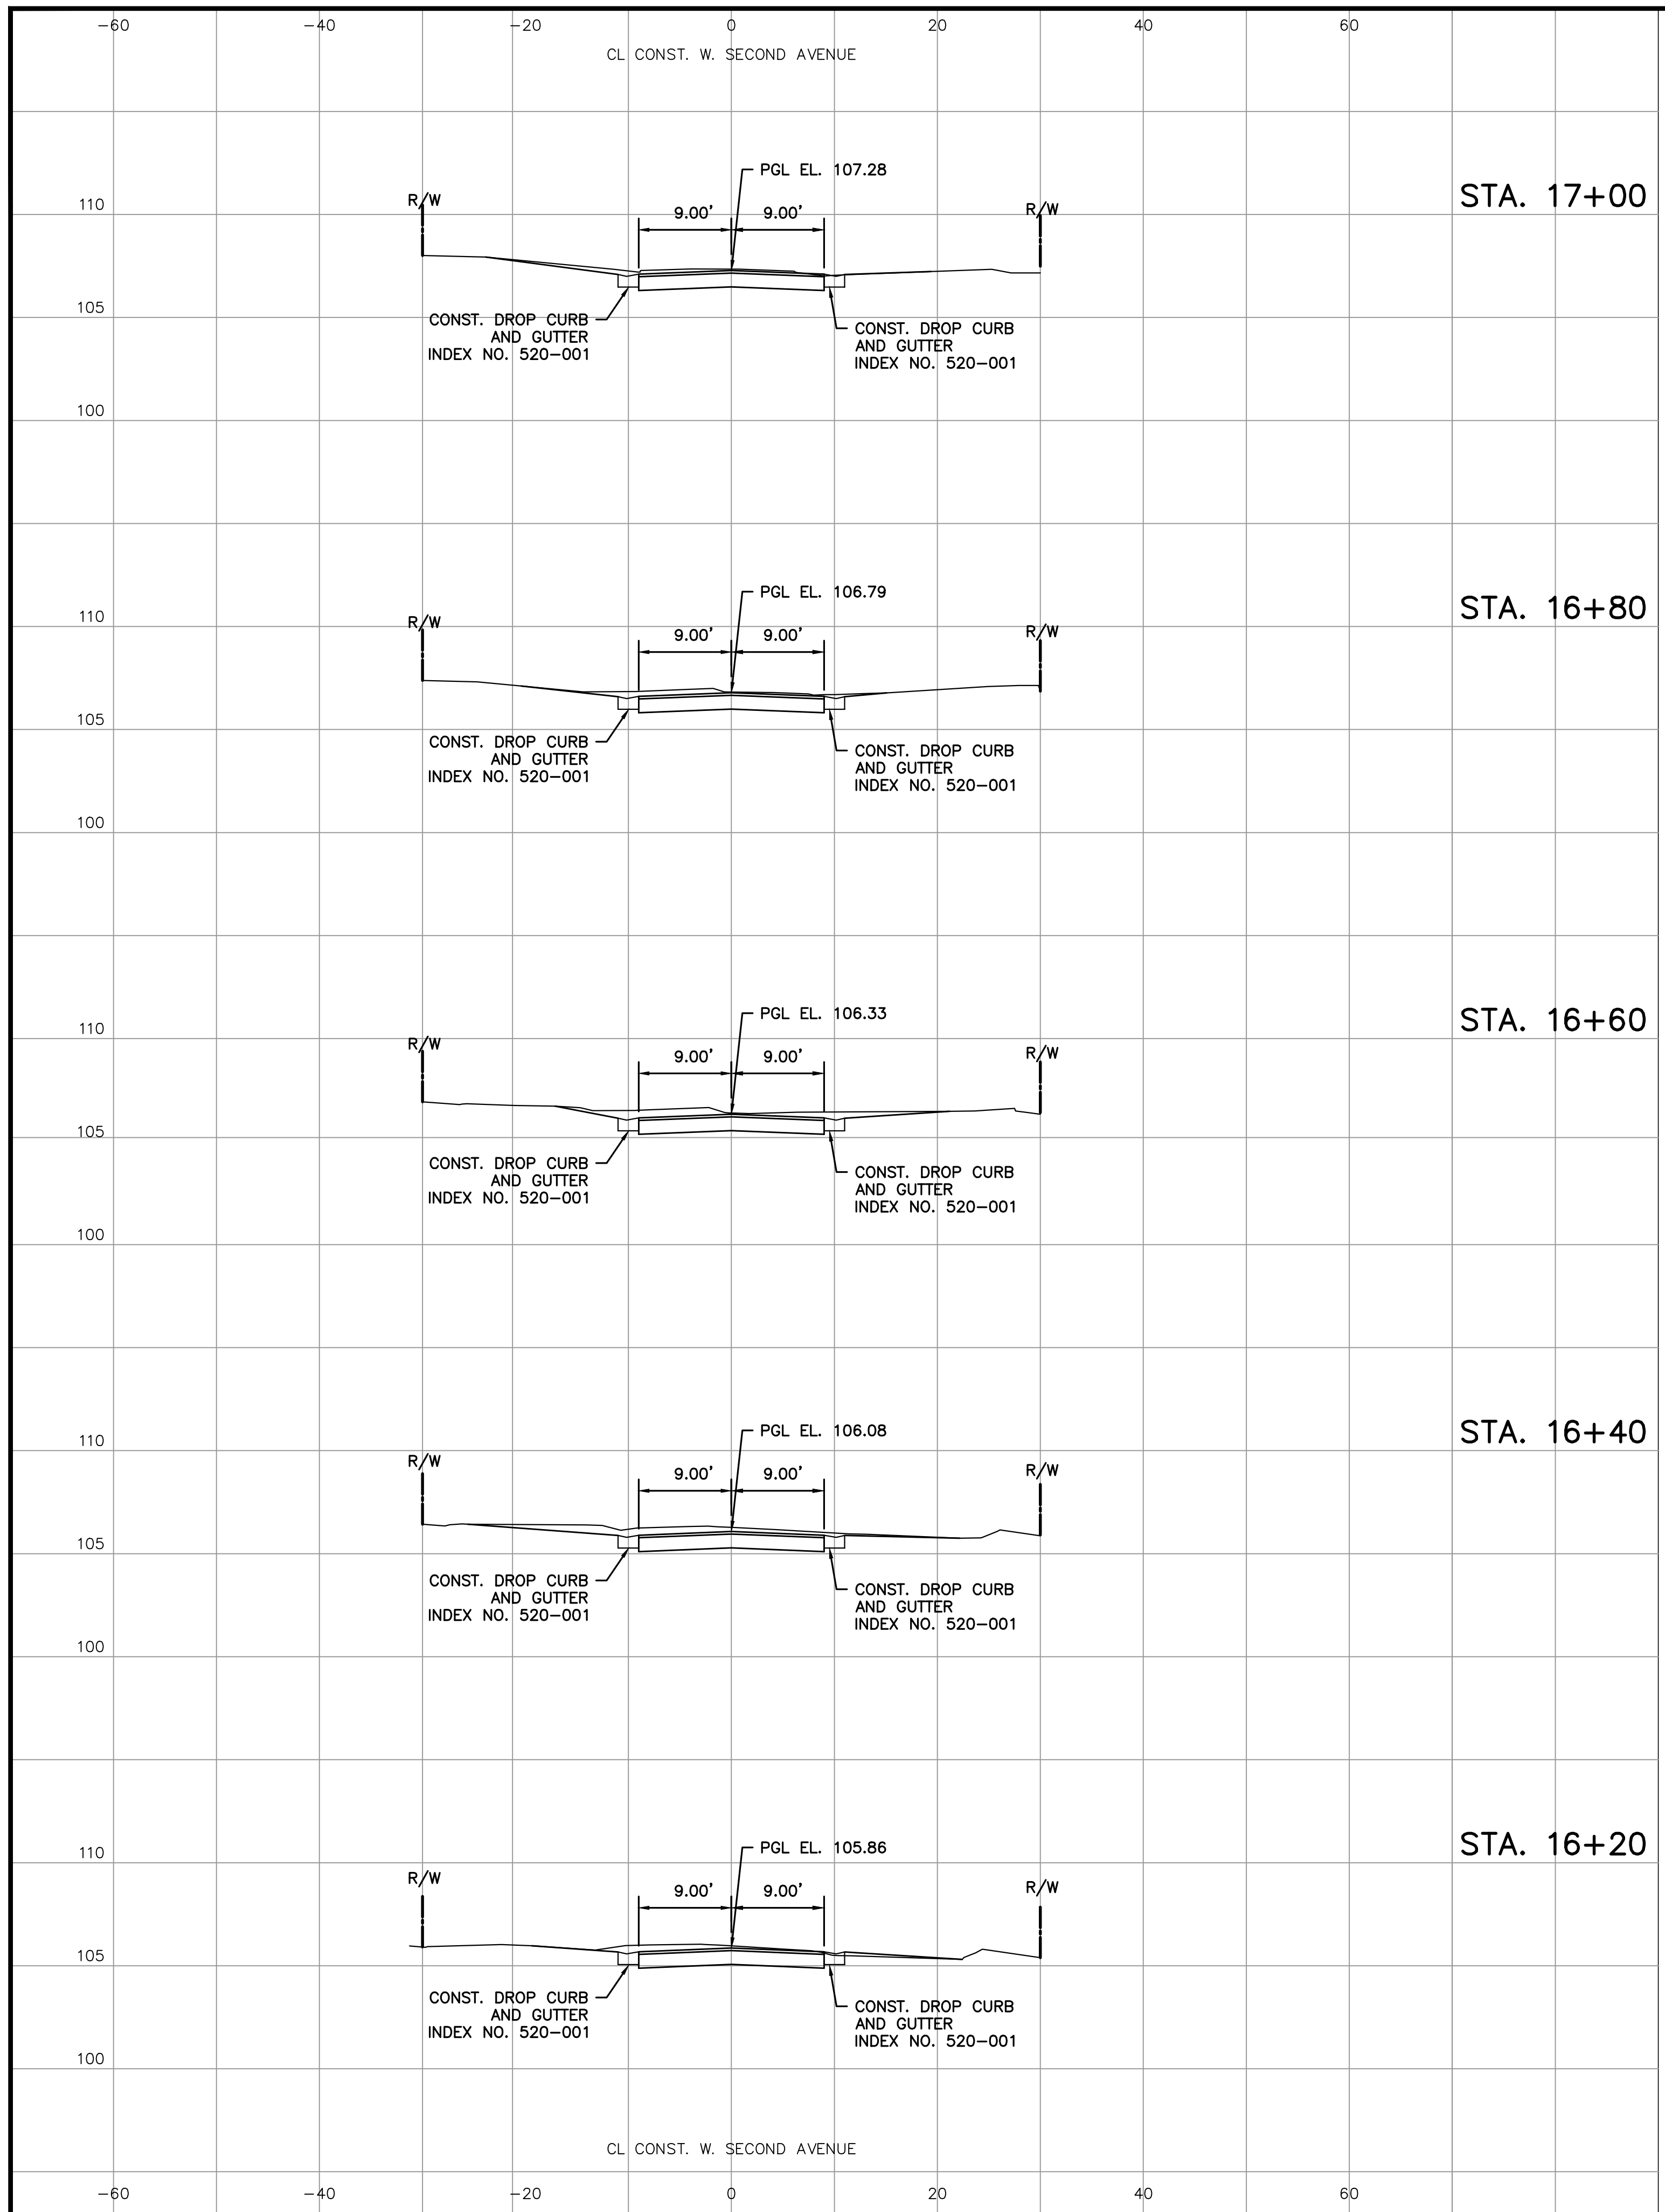 -60 -40 -20 0 20 40 60
CL CONST. W. SECOND AVENUE
PGL EL. 107.28
STA. 17+00
R/W
R/W
110
9.00' 9.00'
105
CONST. DROP CURB
AND GUTTER
INDEX NO. 520-001
CONST. DROP CURB
AND GUTTER
INDEX NO. 520-001
100
PGL EL. 106.79
STA. 16+80
110
R/W
R/W
9.00' 9.00'
105
CONST. DROP CURB
AND GUTTER
INDEX NO. 520-001
CONST. DROP CURB
AND GUTTER
INDEX NO. 520-001
100
PGL EL. 106.33
STA. 16+60
110
R/W
R/W
9.00' 9.00'
105
CONST. DROP CURB
AND GUTTER
INDEX NO. 520-001
CONST. DROP CURB
AND GUTTER
INDEX NO. 520-001
100
PGL EL. 106.08
STA. 16+40
110
R/W
R/W
9.00' 9.00'
105
CONST. DROP CURB
AND GUTTER
INDEX NO. 520-001
CONST. DROP CURB
AND GUTTER
INDEX NO. 520-001
100
PGL EL. 105.86
STA. 16+20
110
R/W
R/W
9.00' 9.00'
105
CONST. DROP CURB
AND GUTTER
INDEX NO. 520-001
CONST. DROP CURB
AND GUTTER
INDEX NO. 520-001
100
CL CONST. W. SECOND AVENUE
-60 -40 -20 0 20 40 60